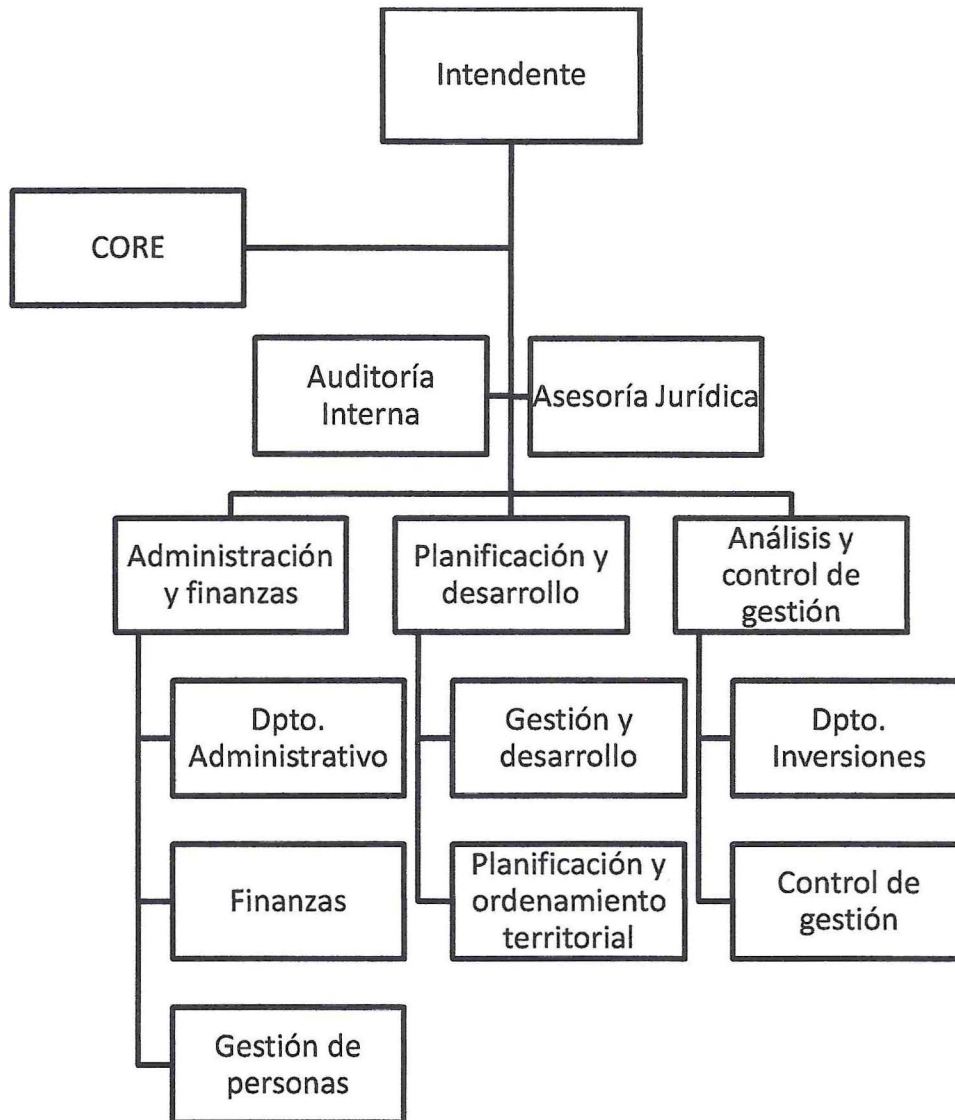 Intendente
CORE
Auditoría
Interna
Asesoría Jurídica
Administración
y finanzas
Planificación y
desarrollo
Análisis y
control de
gestión
Dpto.
Administrativo
Gestión y
desarrollo
Dpto.
Inversiones
Finanzas
Planificación y
ordenamiento
territorial
Control de
gestión
Gestión de
personas